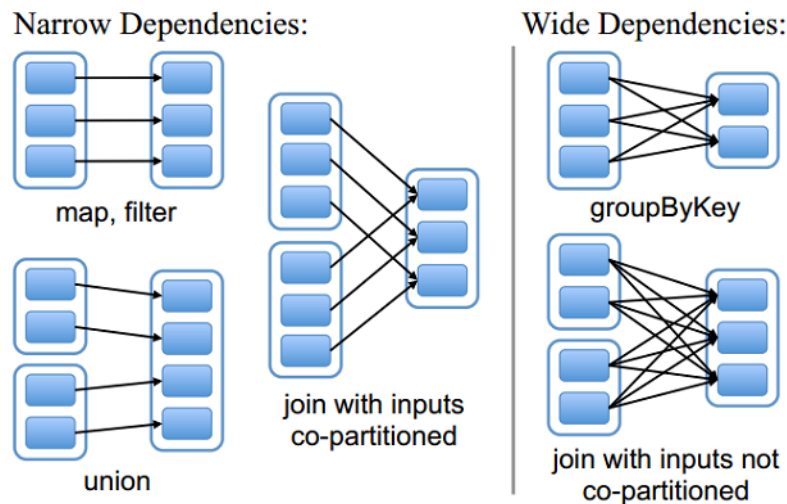 Narrow Dependencies:
Wide Dependencies:
map, filter
groupByKey
union
join with inputs
co-partitioned
join with inputs not
co-partitioned